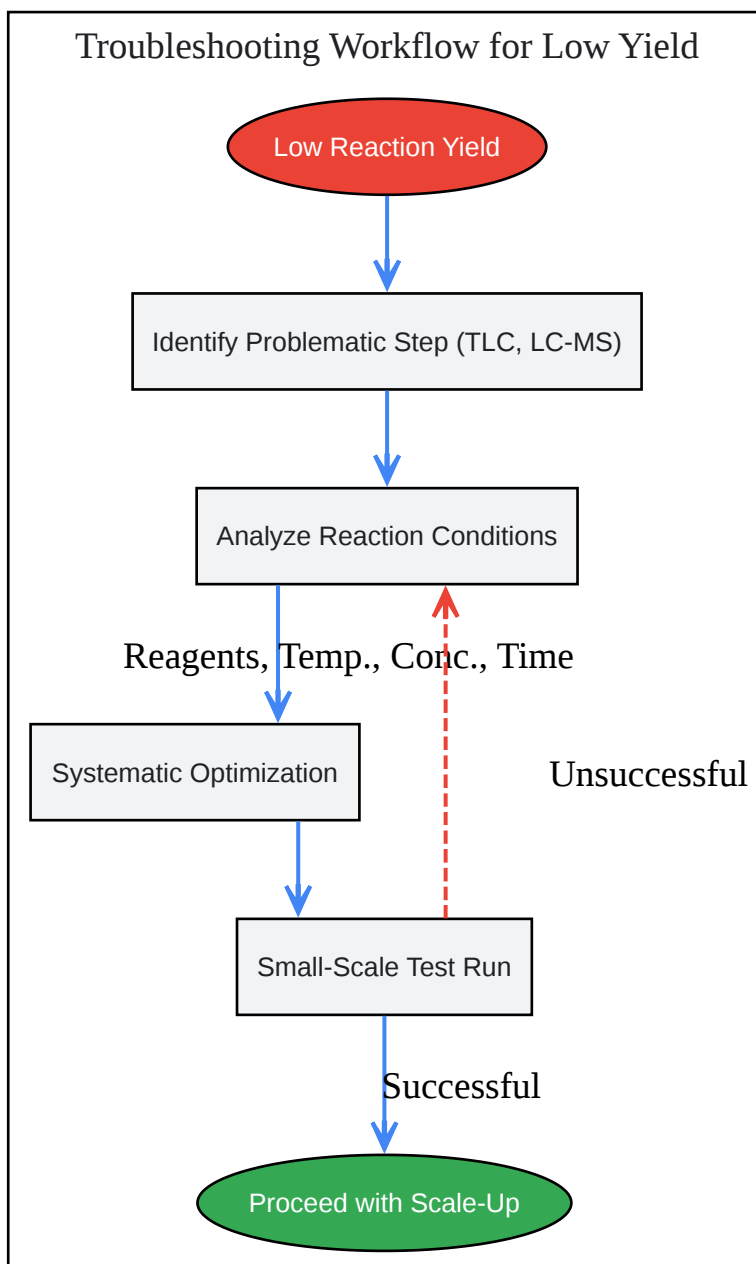 Troubleshooting Workflow for Low Yield
Low Reaction Yield
Identify Problematic Step (TLC, LC-MS)
Analyze Reaction Conditions
Reagents, Temp., Conc., Time
Systematic Optimization
Unsuccessful
Small-Scale Test Run
Successful
Proceed with Scale-Up